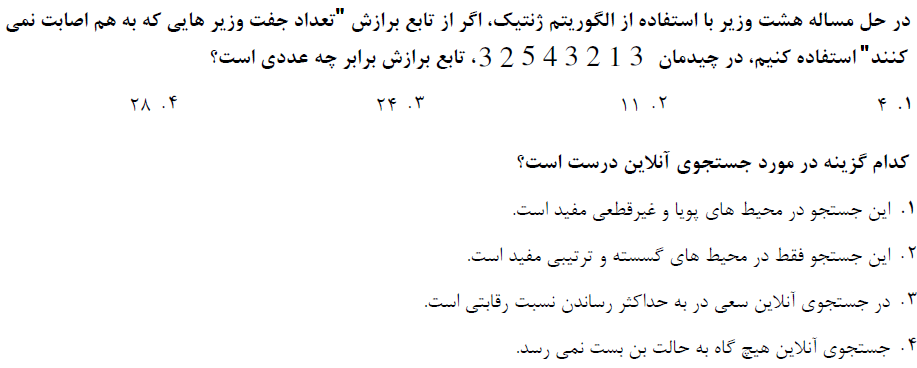 در حل مساله هشت وزیر با استفاده از الگوریتم ژنتیک، اگر از تابع برازش "تعداد جفت وزیر هایی که به هم اصابت نمی
کنند" استفاده کنیم، در چیدمان 3 2 5 4 3 2 1 3، تابع برازش برابر چه عددی است؟
۱. ۴ ۲. ۱۱ ۳. ۲۴ ۴. ۲۸
کدام گزینه در مورد جستجوی آنلاین درست است؟
۱. این جستجو در محیط های پویا و غیرقطعی مفید است.
۲. این جستجو فقط در محیط های گسسته و ترتیبی مفید است.
۳. در جستجوی آنلاین سعی در به حداکثر رساندن نسبت رقابتی است.
۴. جستجوی آنلاین هیچ گاه به حالت بن بست نمی رسد.